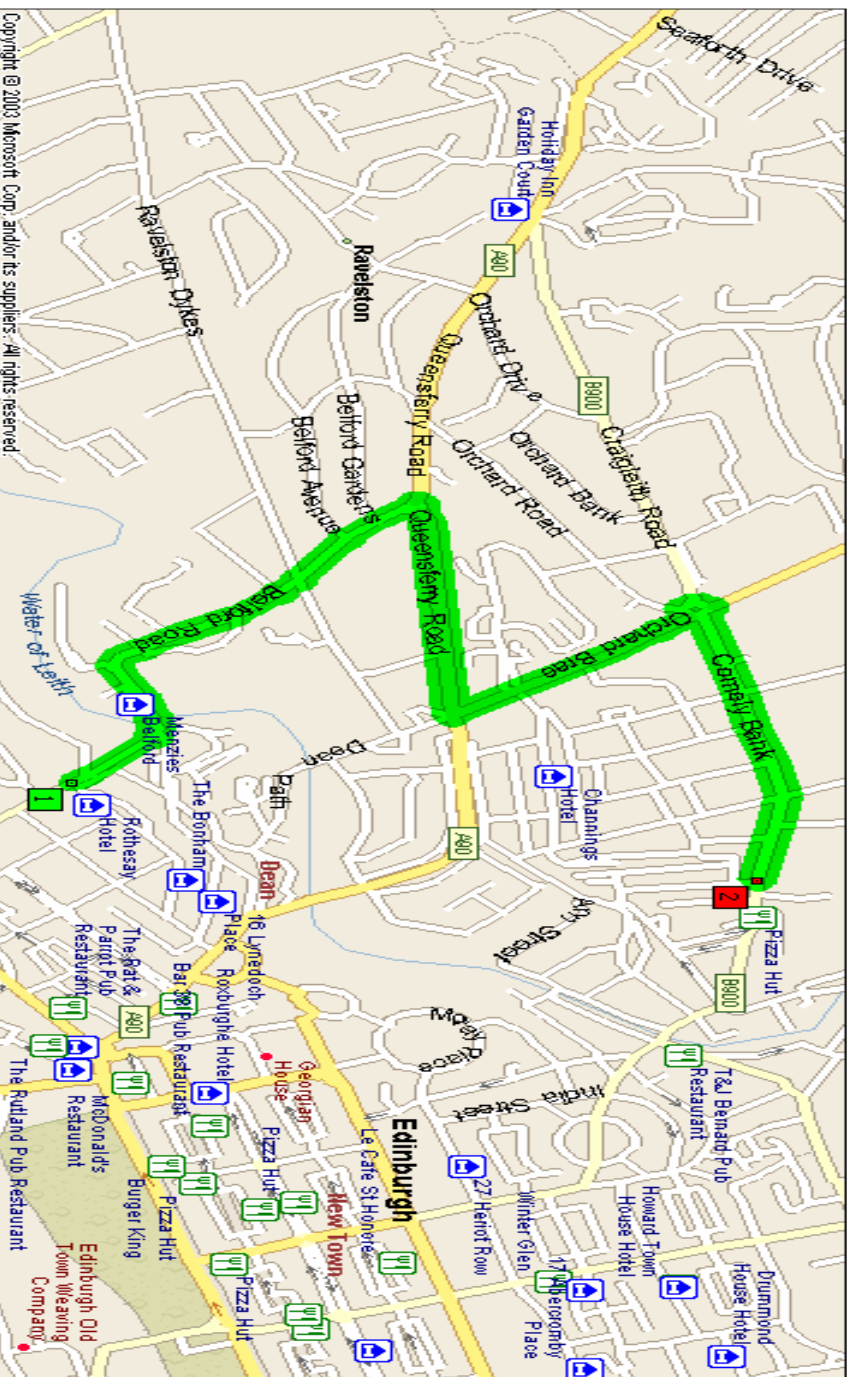 Seaforth Drive
Drummond
House Hotel
Pizza Hut
Comely Bank
2
B900
T&J Bernard Pub
Restaurant
Craigleith Road
Orchard Brae
Howard Town
House Hotel
B900
Orchard Bank
Channings
Hotel
Ann Street
India Street
17 Abercromby
Place
Holiday Inn
Garden Court
Orchard Drive
Orchard Road
Winter Glen
A90
A90
27 Heriot Row
Moray Place
Queensferry Road
Queensferry Road
Edinburgh
Ravelston
Belford Gardens
Dean Path
Le Cafe St Honore
Belford Avenue
New Town
Georgian
House
Dean
Belford Road
16 Lynedoch
Place
Pizza Hut
Pizza Hut
Roxburghe Hotel
The Bonham
Ravelston Dykes
Menzies
Belford
Bar 38
Pub Restaurant
Pizza Hut
The Rat &
Parrot Pub
Restaurant
A90
Burger King
Rothesay
Hotel
McDonald's
Restaurant
1
Water of Leith
Edinburgh Old
Town Weaving
Company
The Rutland Pub Restaurant
Copyright © 2003 Microsoft Corp. and/or its suppliers. All rights reserved.